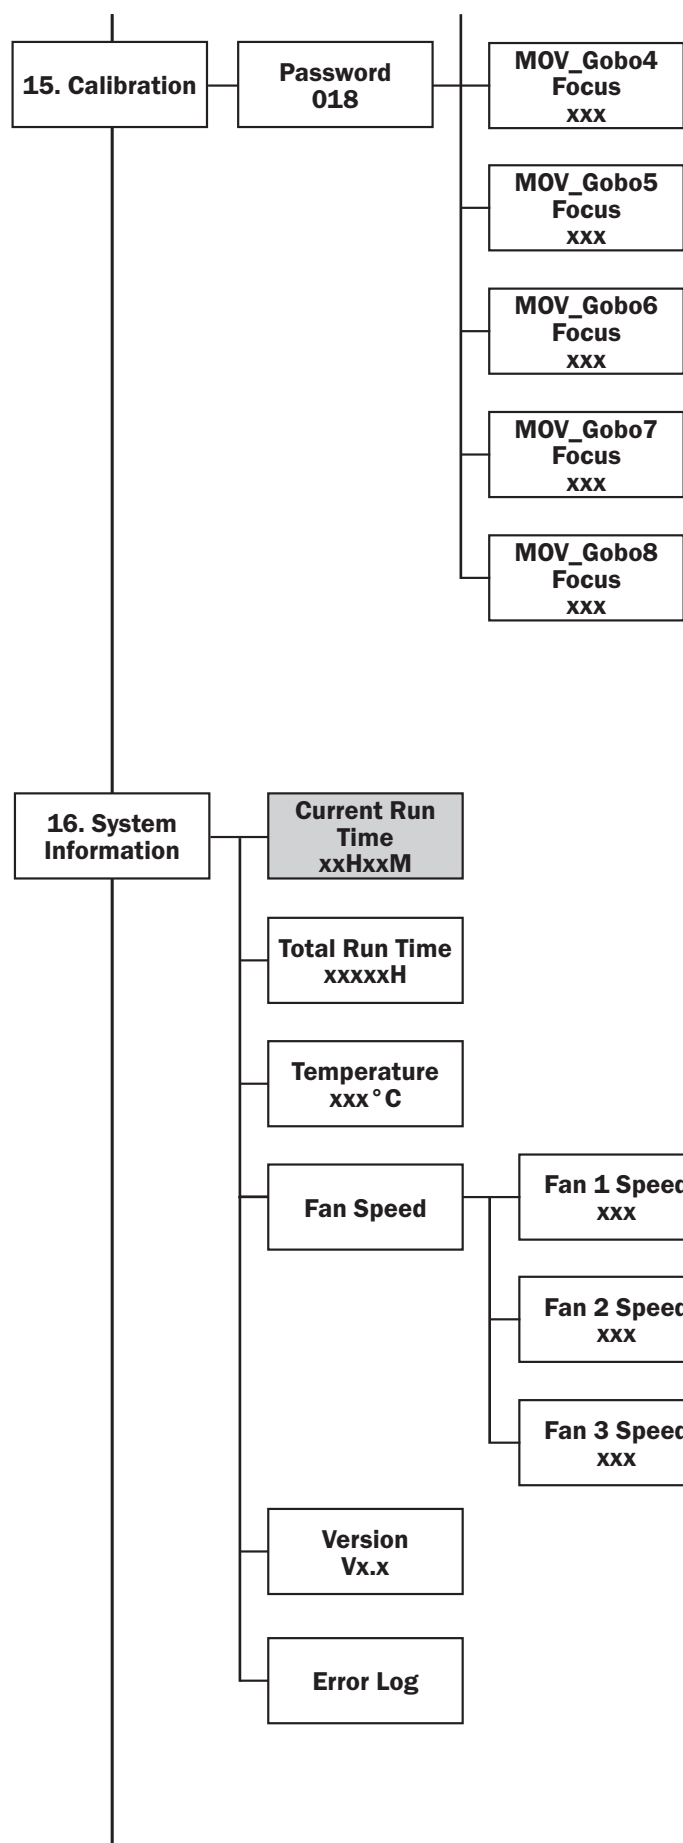 15. Calibration
Password
018
MOV_Gobo4
Focus
xxx
MOV_Gobo5
Focus
xxx
MOV_Gobo6
Focus
xxx
MOV_Gobo7
Focus
xxx
MOV_Gobo8
Focus
xxx
16. System
Information
Current Run
Time
xxHxxM
Total Run Time
xxxxxH
Temperature
xxx°C
Fan Speed
Fan 1 Speed
xxx
Fan 2 Speed
xxx
Fan 3 Speed
xxx
Version
Vx.x
Error Log